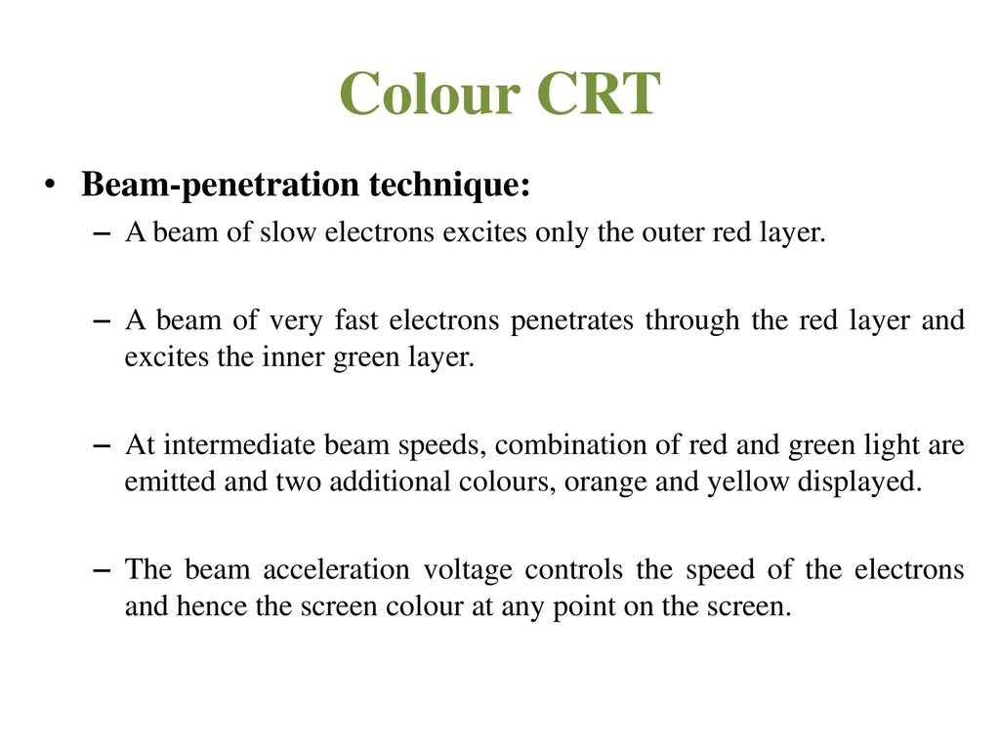 Colour CRT
• Beam-penetration technique:
– A beam of slow electrons excites only the outer red layer.
– A beam of very fast electrons penetrates through the red layer and
excites the inner green layer.
– At intermediate beam speeds, combination of red and green light are
emitted and two additional colours, orange and yellow displayed.
– The beam acceleration voltage controls the speed of the electrons
and hence the screen colour at any point on the screen.